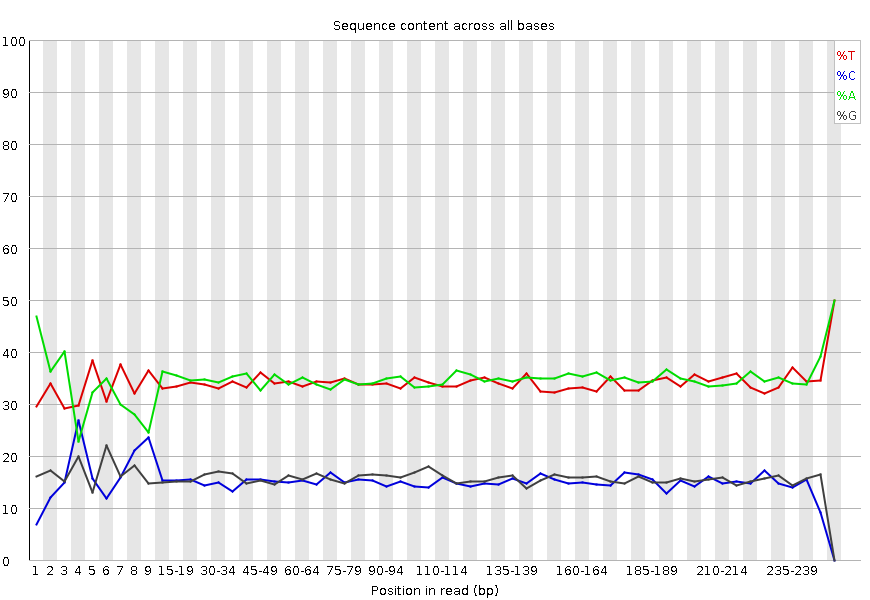 Sequence content across all bases
%T
%C
%A
%G
100
90
80
70
60
50
40
30
20
10
0
1 2 3 4 5 6 7 8 9 15-19 30-34 45-49 60-64 75-79 90-94 110-114 135-139 160-164 185-189 210-214 235-239
Position in read (bp)